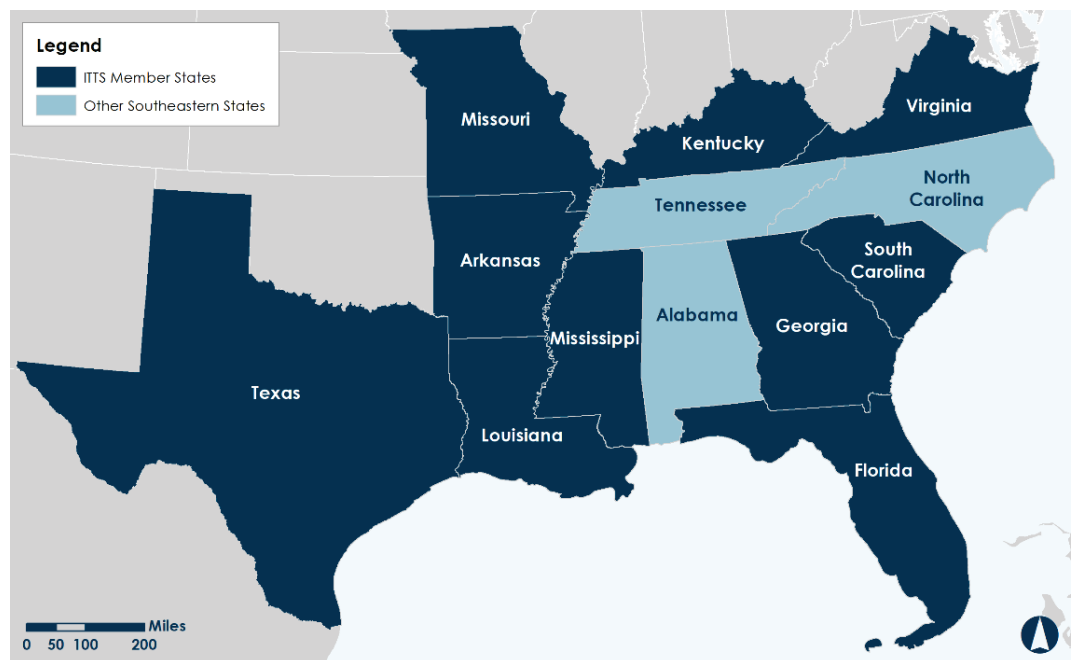 Legend
ITTS Member States
Other Southeastern States
Missouri
Virginia
Kentucky
North
Carolina
Tennessee
South
Carolina
Arkansas
Alabama
Georgia
Mississippi
Texas
Louisiana
Florida
Miles
0 50 100 200